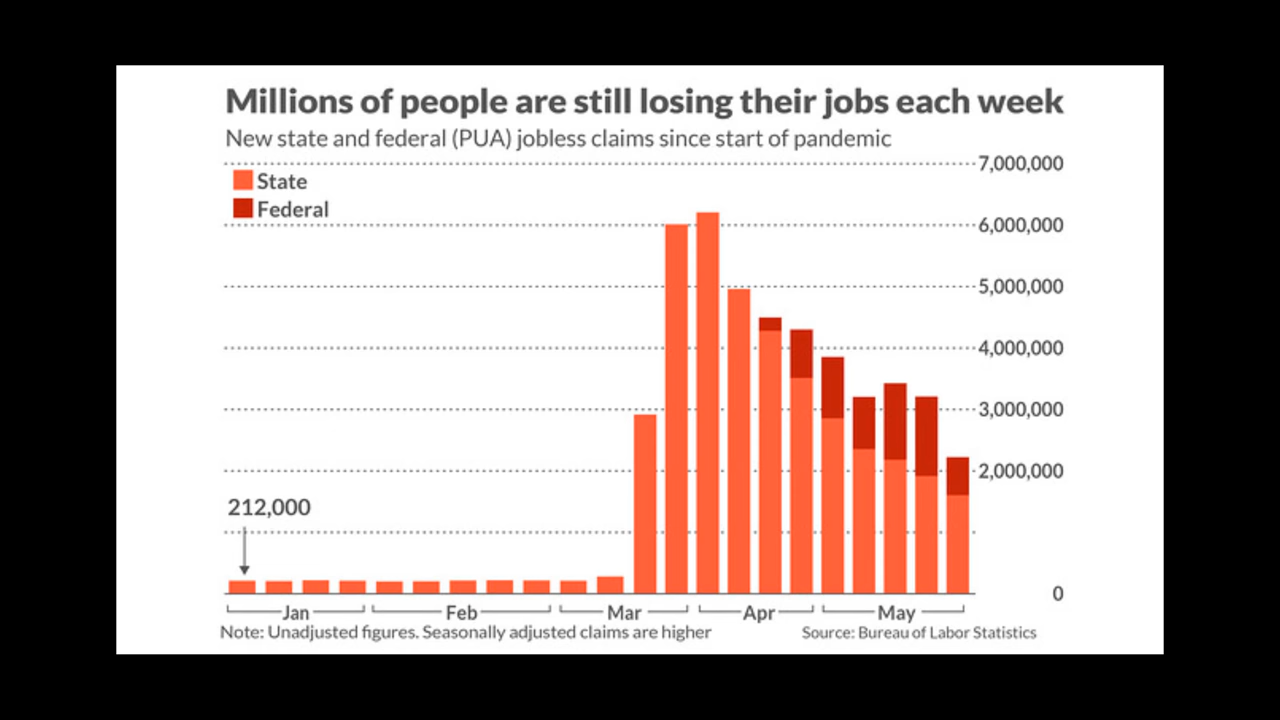 Millions of people are still losing their jobs each week
New state and federal (PUA) jobless claims since start of pandemic
7,000,000
State
Federal
6,000,000
5,000,000
4,000,000
3,000,000
2,000,000
212,000
0
Jan Feb Mar Apr May
Note: Unadjusted figures. Seasonally adjusted claims are higher
Source: Bureau of Labor Statistics